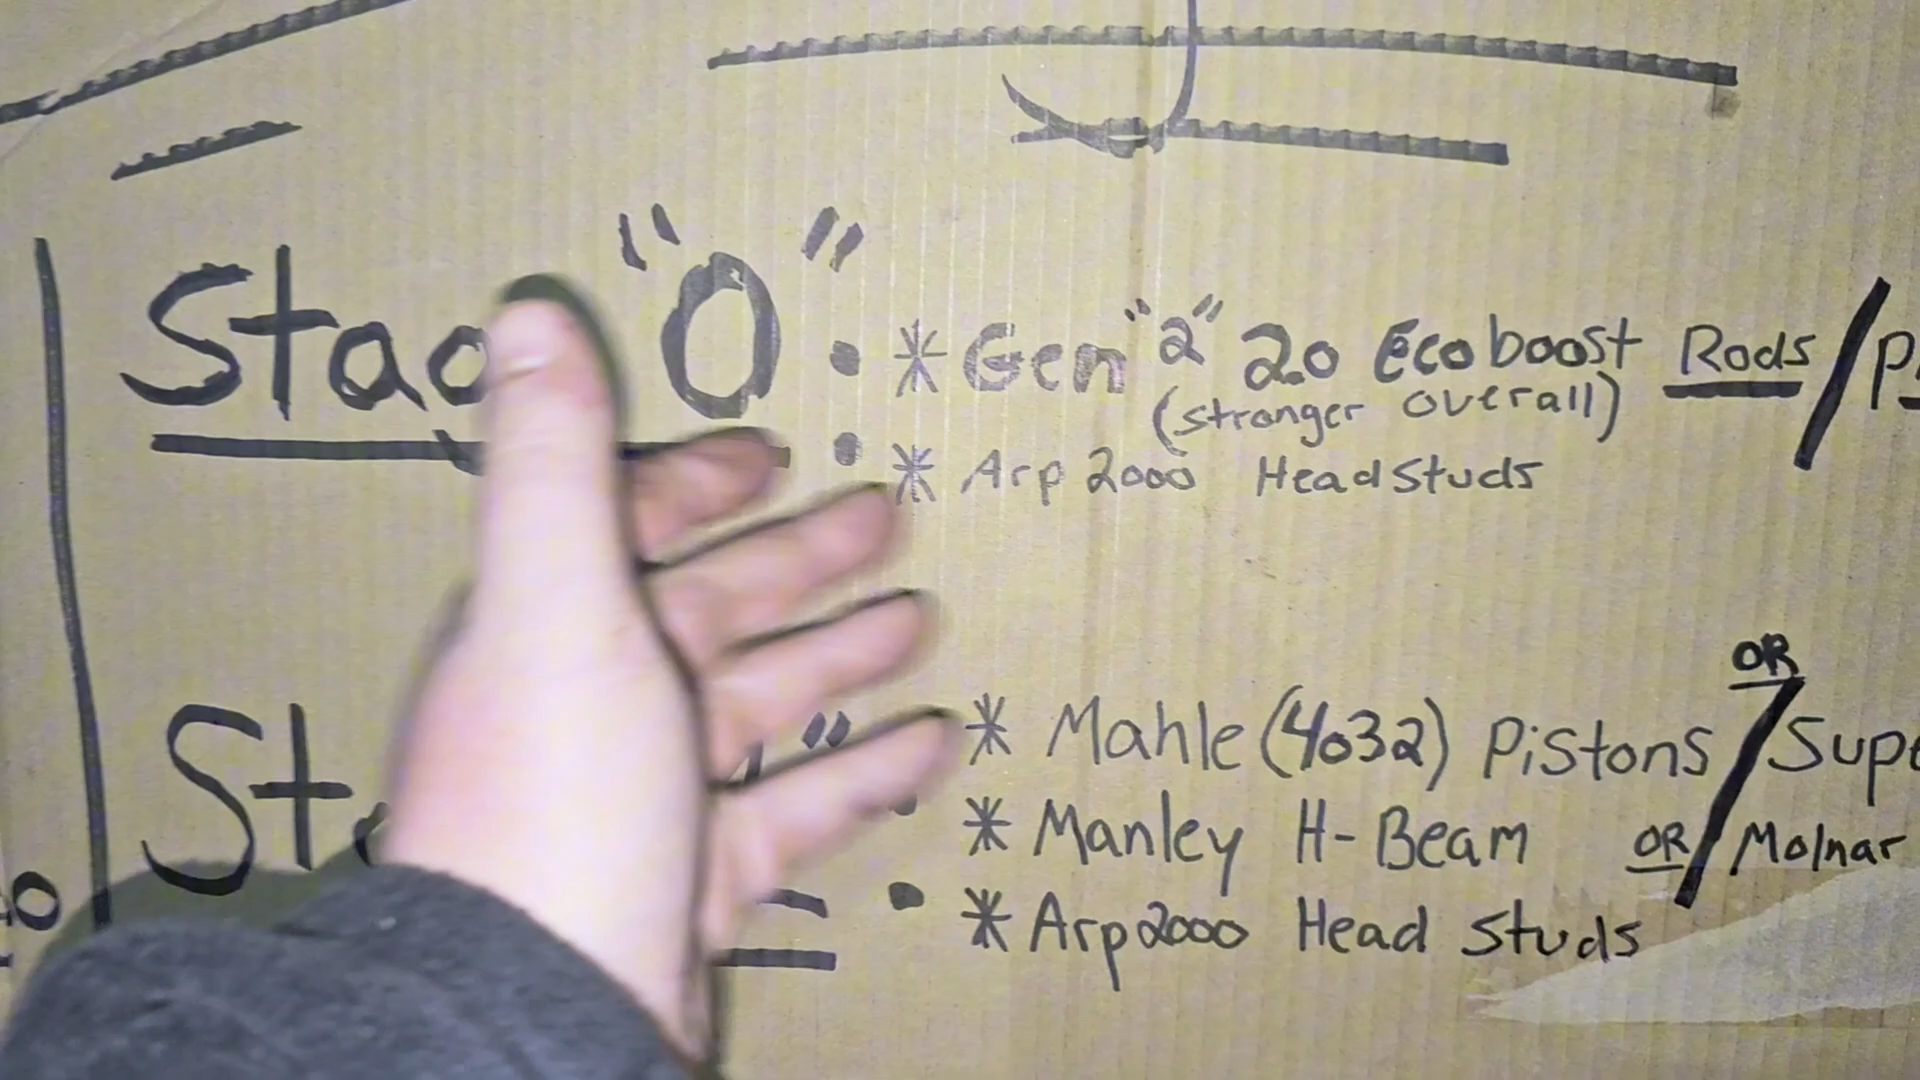 "0"
* Gen "2" 2.0 Ecoboost Rods /
(stronger overall)
* Arp 2000 Head Studs
OR
* Mahle (4032) Pistons /
* Manley H-Beam OR / Molnar
* Arp 2000 Head Studs